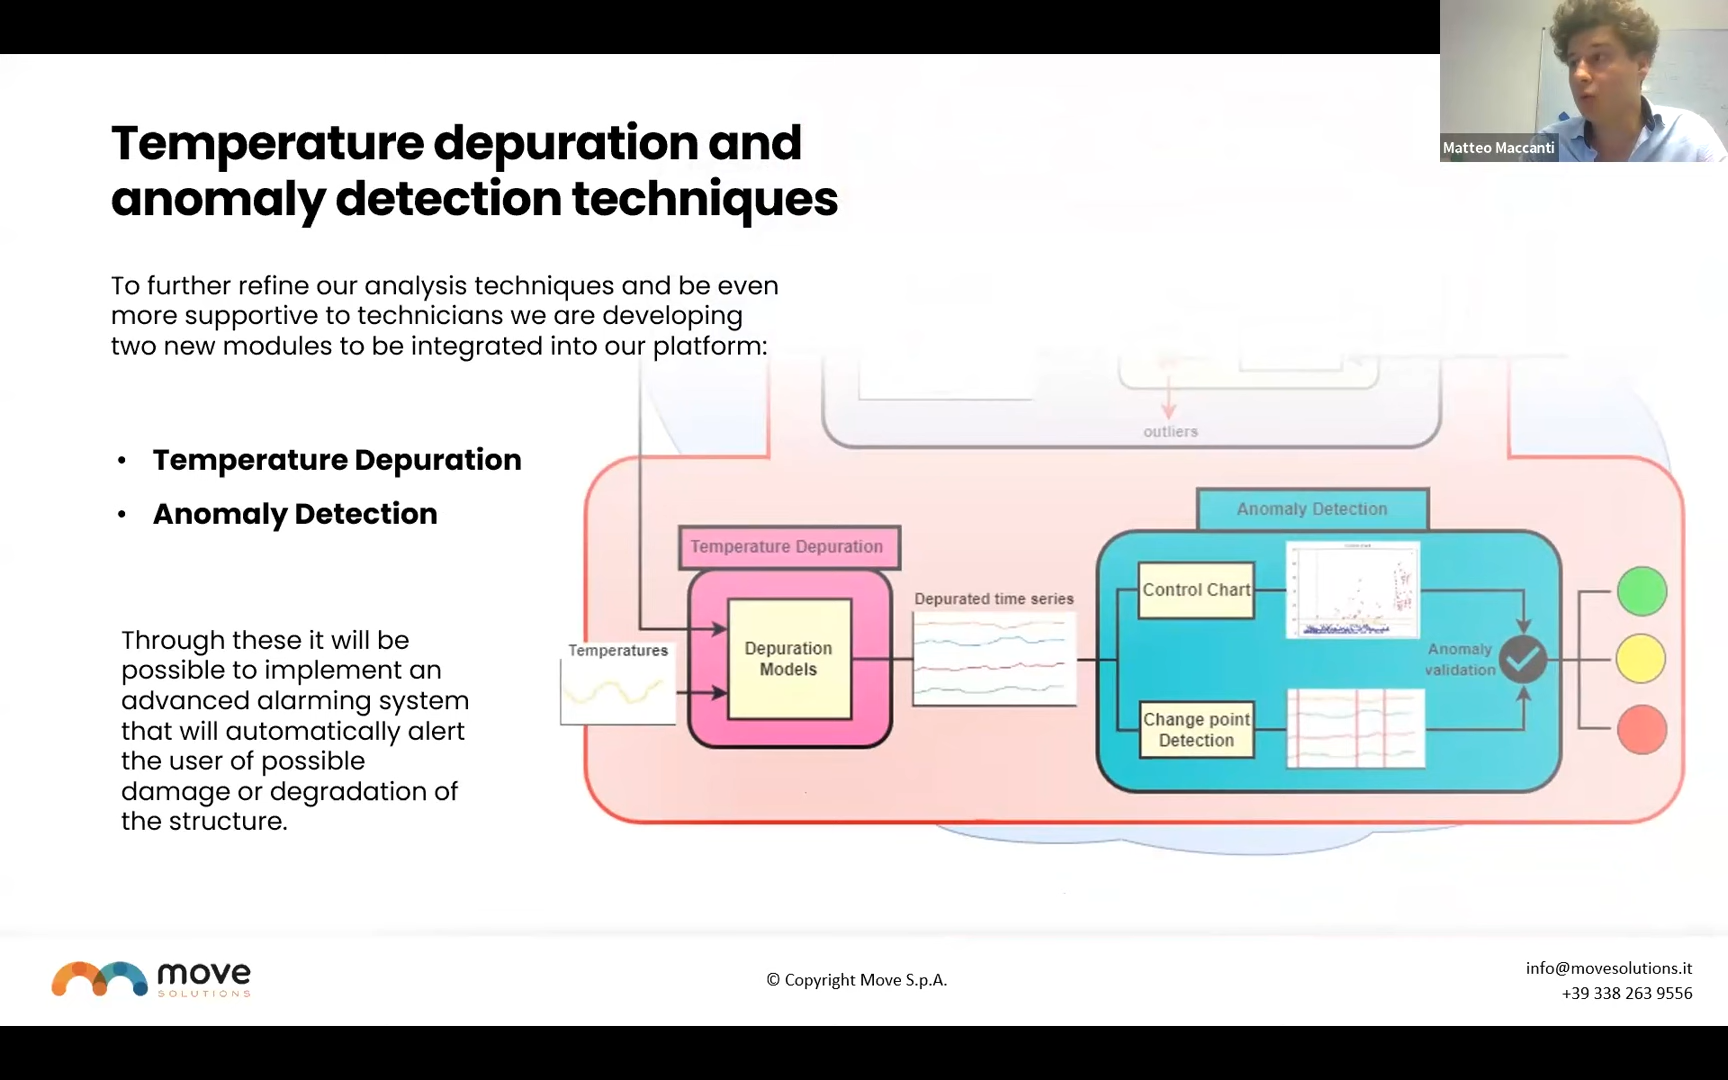 Matteo Maccanti
Temperature depuration and
anomaly detection techniques
To further refine our analysis techniques and be even
more supportive to technicians we are developing
two new modules to be integrated into our platform:
• Temperature Depuration
• Anomaly Detection
Through these it will be
possible to implement an
advanced alarming system
that will automatically alert
the user of possible
damage or degradation of
the structure.
outliers
Temperature Depuration
Temperatures
Depuration
Models
Depurated time series
Anomaly Detection
Control Chart
Change point
Detection
Anomaly
validation
move
SOLUTIONS
© Copyright Move S.p.A.
info@movesolutions.it
+39 338 263 9556